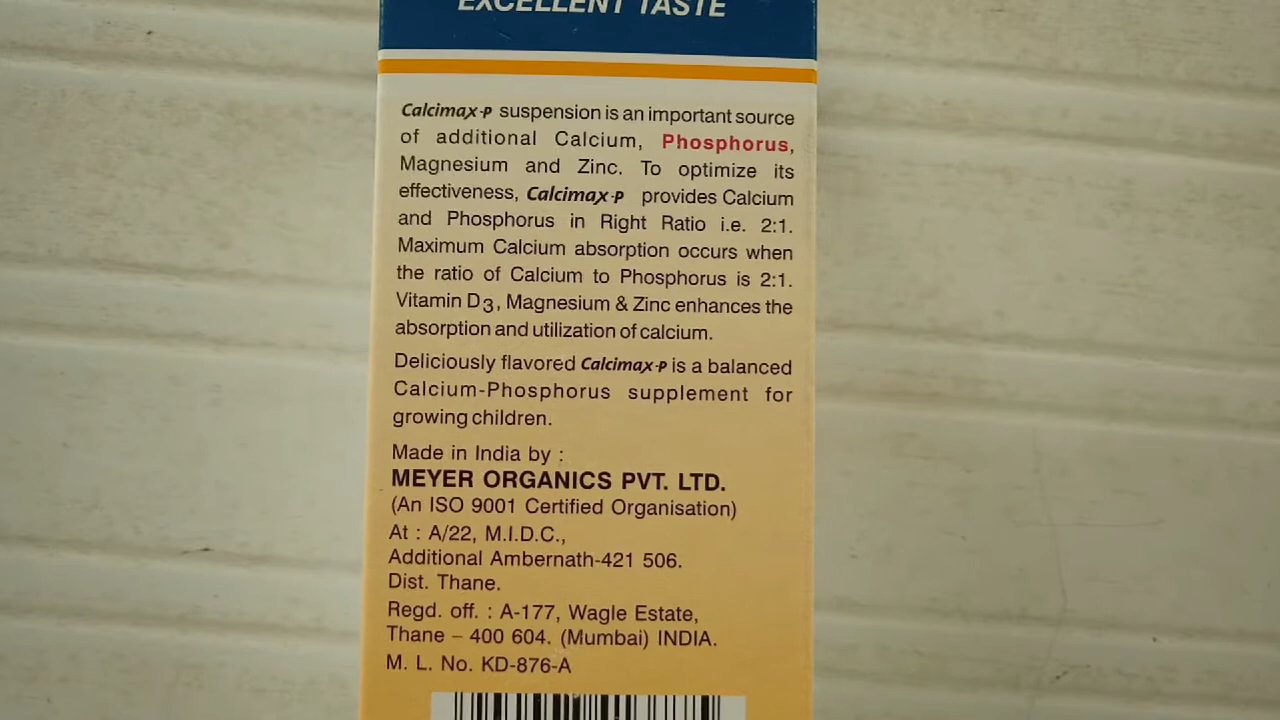 EXCELLENT TASTE
Calcimax-P suspension is an important source
of additional Calcium, Phosphorus,
Magnesium and Zinc. To optimize its
effectiveness, Calcimax-P provides Calcium
and Phosphorus in Right Ratio i.e. 2:1.
Maximum Calcium absorption occurs when
the ratio of Calcium to Phosphorus is 2:1.
Vitamin D3, Magnesium & Zinc enhances the
absorption and utilization of calcium.
Deliciously flavored Calcimax-P is a balanced
Calcium-Phosphorus supplement for
growing children.
Made in India by :
MEYER ORGANICS PVT. LTD.
(An ISO 9001 Certified Organisation)
At : A/22, M.I.D.C.,
Additional Ambernath-421 506.
Dist. Thane.
Regd. off. : A-177, Wagle Estate,
Thane – 400 604. (Mumbai) INDIA.
M. L. No. KD-876-A